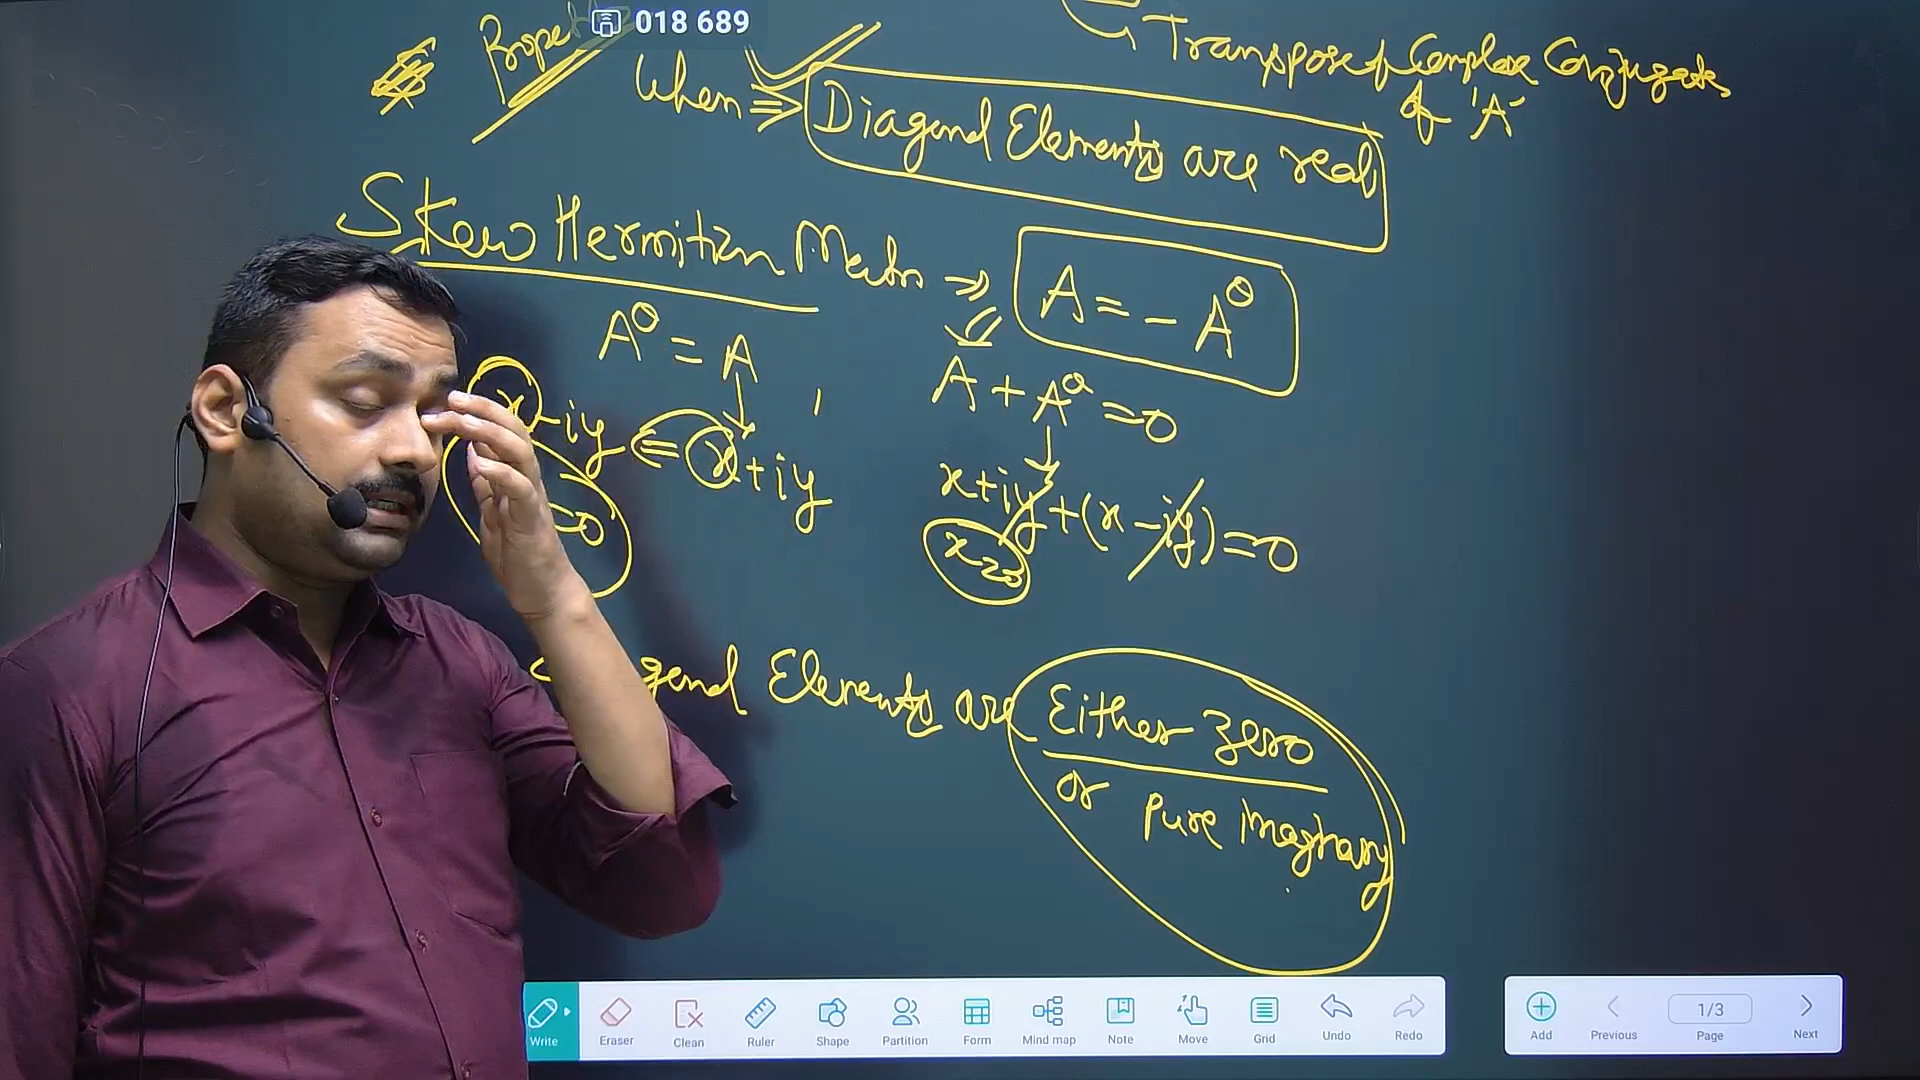 018 689
Transpose of Complex Conjugate
of 'A'
When ⇒ Diagonal Elements are real
Skew Hermitian Matrix ⇒ A = - A^θ
A^θ = A
A + A^θ = 0
x - iy ⇐ x + iy
x + iy + (x - iy) = 0
=0
x=0
Elements are Either zero
or pure imaginary
Write
Eraser
Clean
Ruler
Shape
Partition
Form
Mind map
Note
Move
Grid
Undo
Redo
Add
Previous
1/3
Page
Next